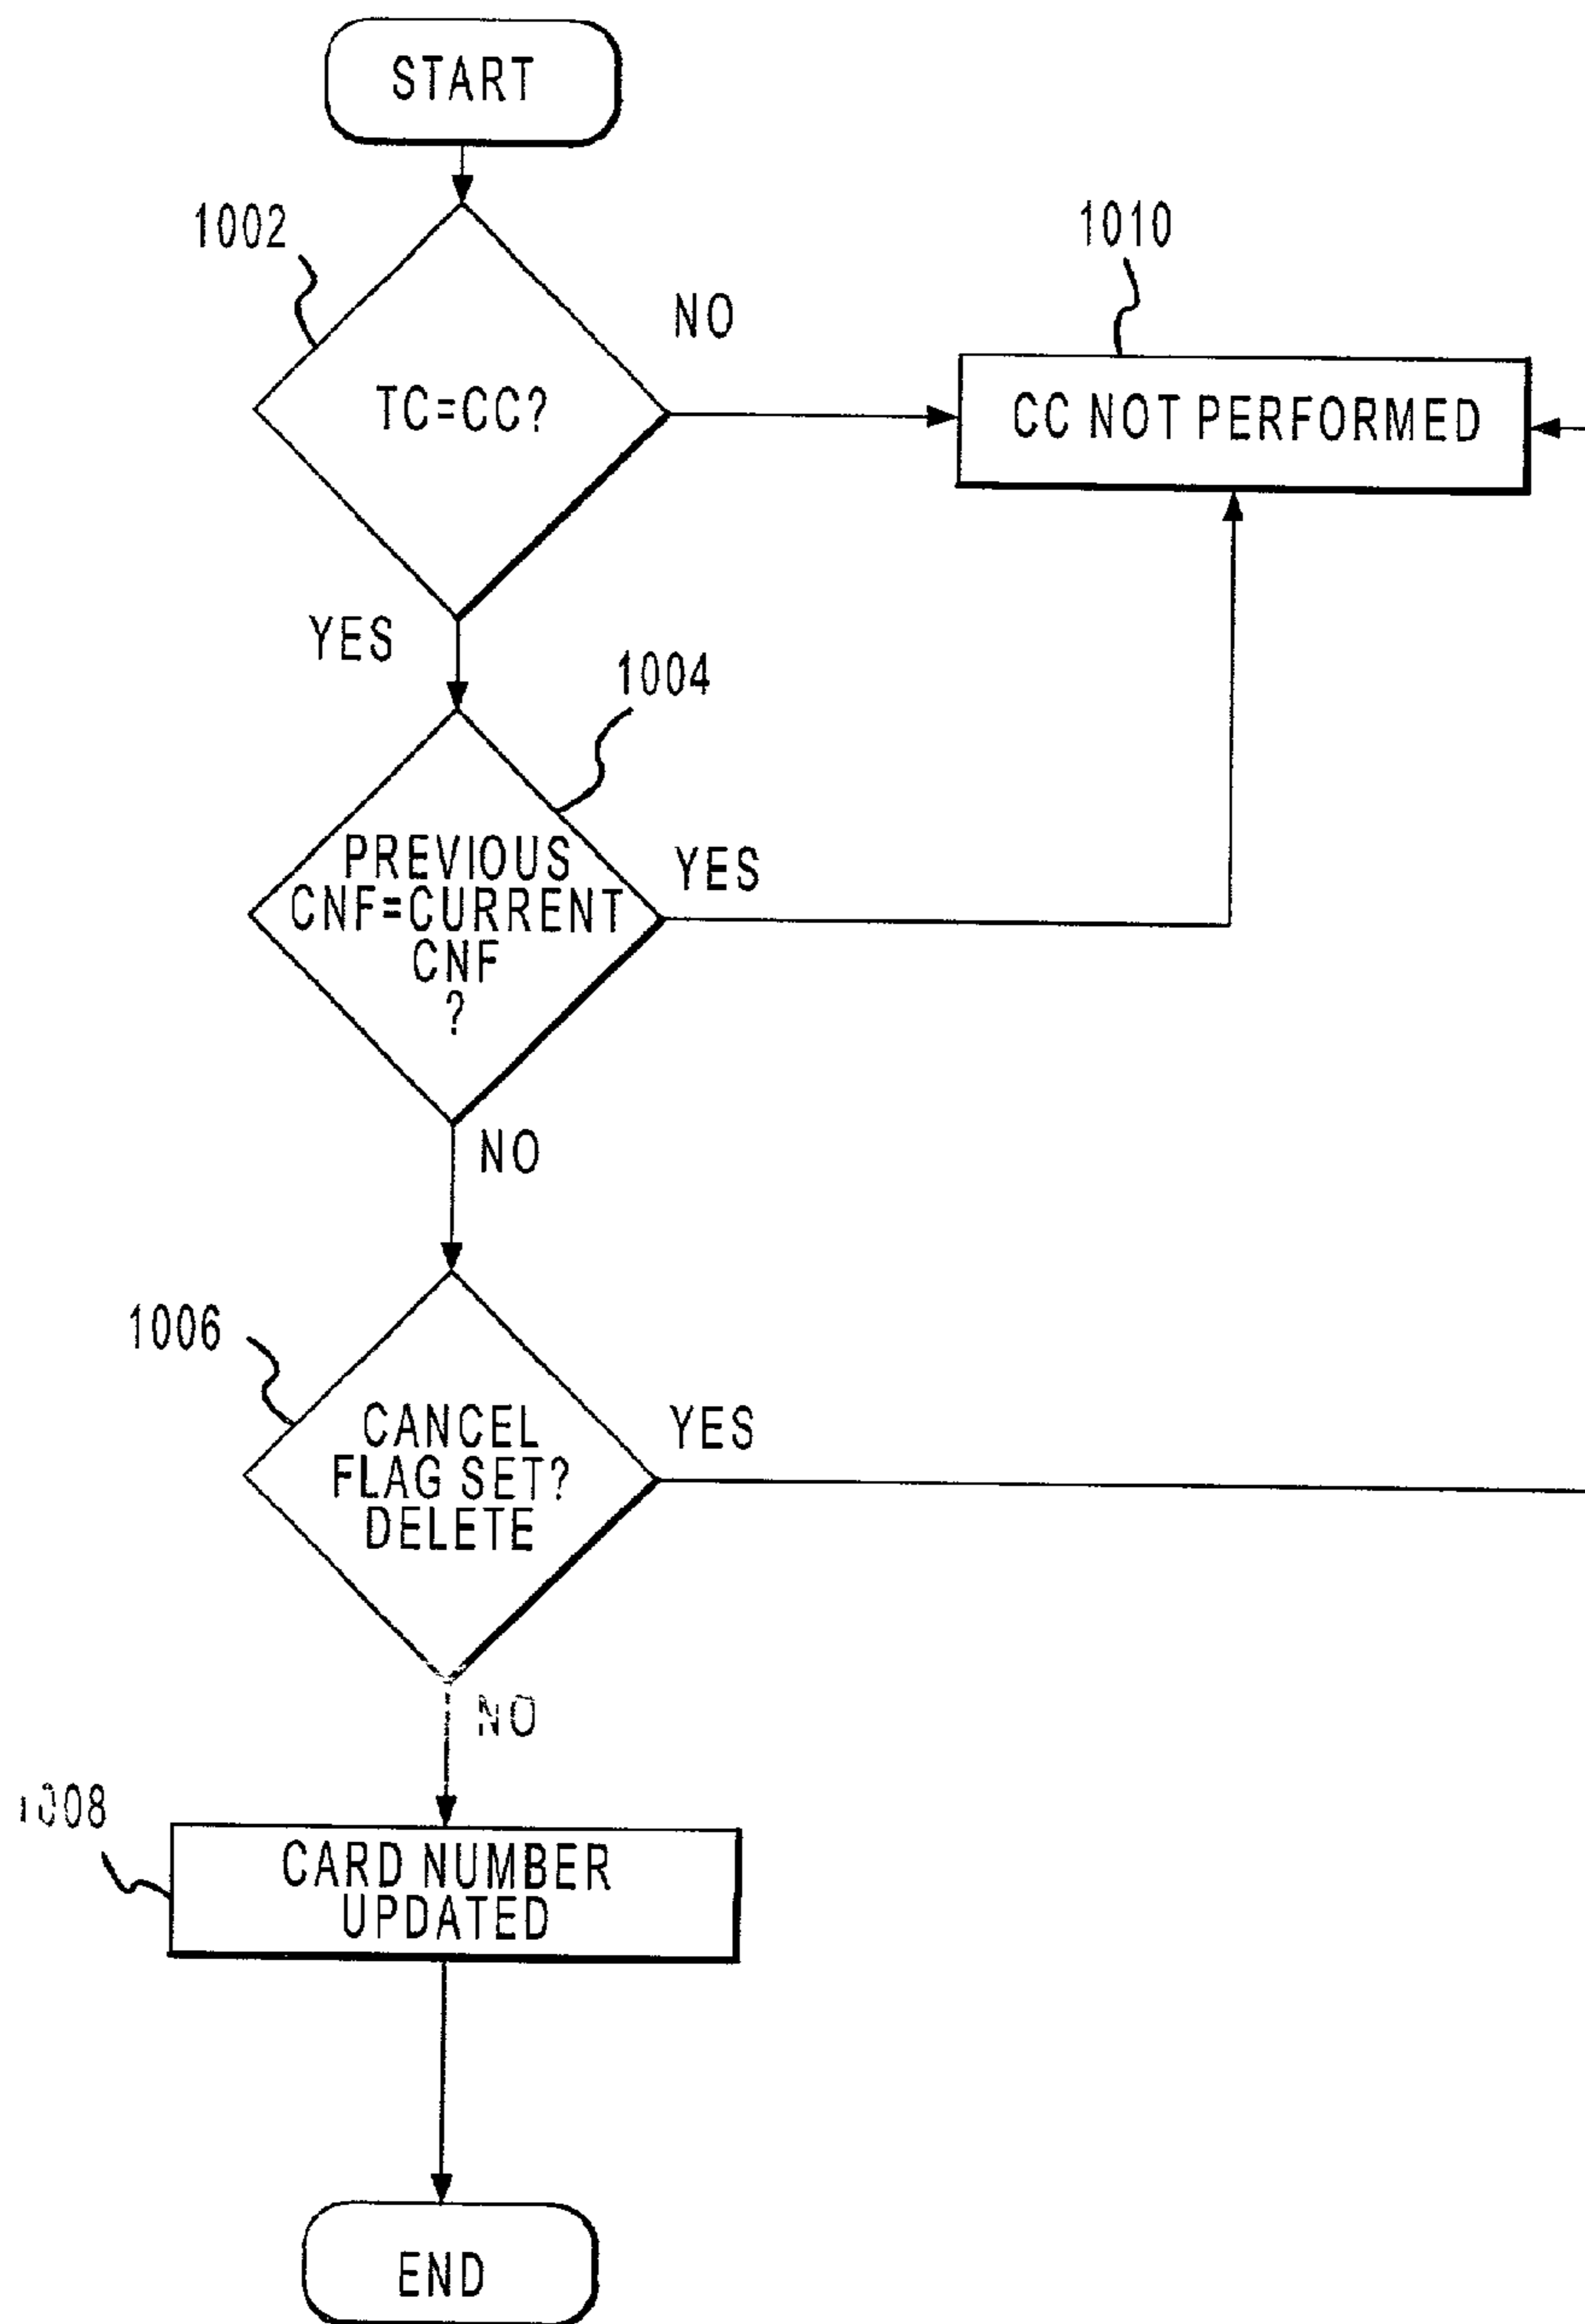 START
1002
TC=CC?
NO
1010
CC NOT PERFORMED
YES
1004
PREVIOUS
CNF=CURRENT
CNF
?
YES
NO
1006
CANCEL
FLAG SET?
DELETE
YES
NO
1008
CARD NUMBER
UPDATED
END